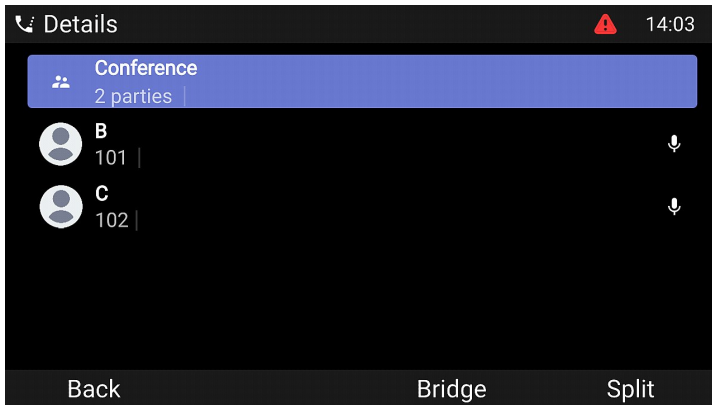 Details 14:03
Conference
2 parties
B
101
C
102
Back Bridge Split